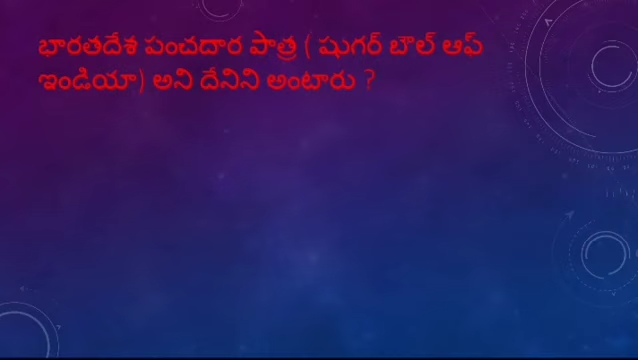 భారతదేశ పంచదార పాత్ర ( షుగర్ బౌల్ ఆఫ్
ఇండియా) అని దేనిని అంటారు ?